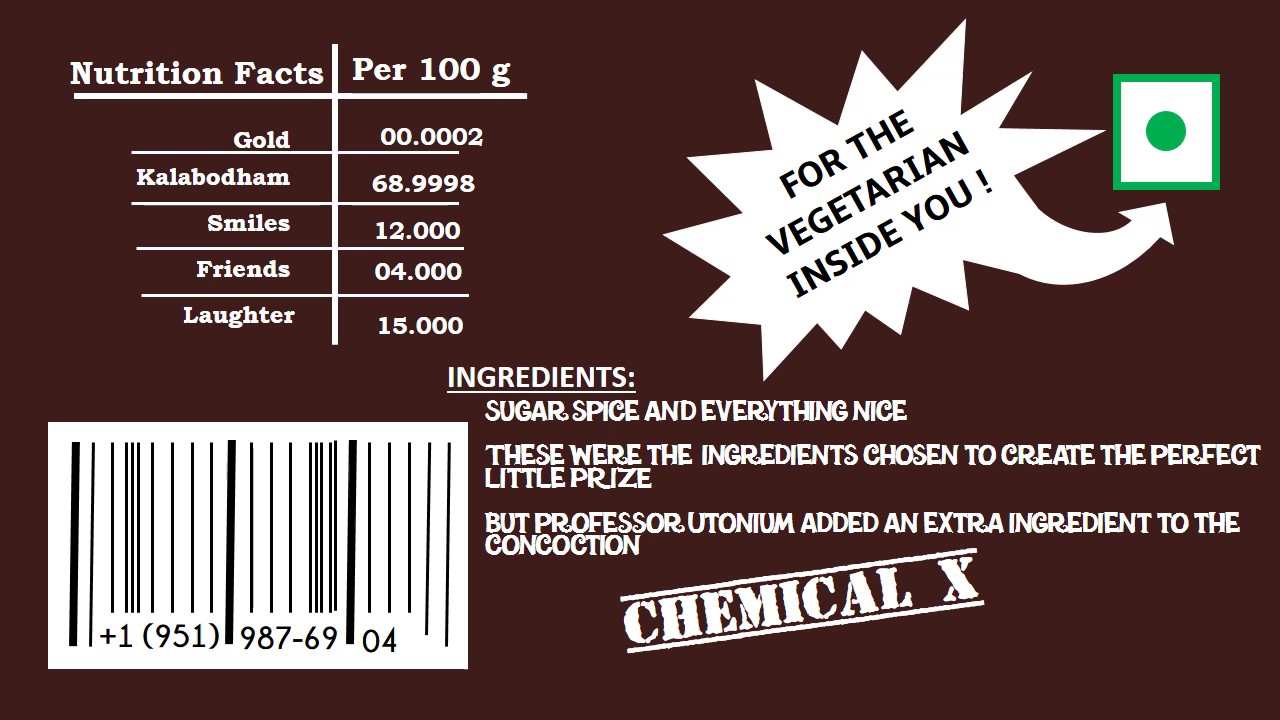 Nutrition Facts Per 100 g
Gold 00.0002
Kalabodham 68.9998
Smiles 12.000
Friends 04.000
Laughter 15.000
FOR THE
VEGETARIAN
INSIDE YOU !
INGREDIENTS:
SUGAR SPICE AND EVERYTHING NICE
THESE WERE THE INGREDIENTS CHOSEN TO CREATE THE PERFECT
LITTLE PRIZE
BUT PROFESSOR UTONIUM ADDED AN EXTRA INGREDIENT TO THE
CONCOCTION
CHEMICAL X
+1 (951) 987-69 04